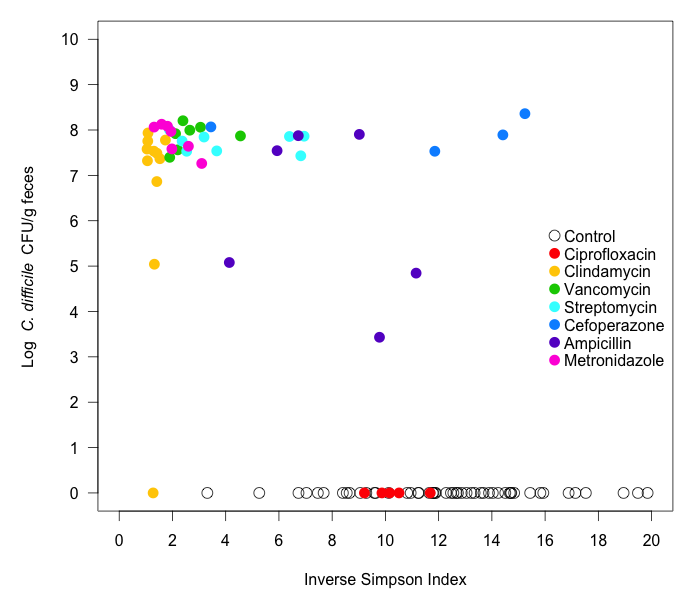 10
9
8
7
6
5
4
3
2
1
0
Log C. difficile CFU/g feces
Control
Ciprofloxacin
Clindamycin
Vancomycin
Streptomycin
Cefoperazone
Ampicillin
Metronidazole
0 2 4 6 8 10 12 14 16 18 20
Inverse Simpson Index